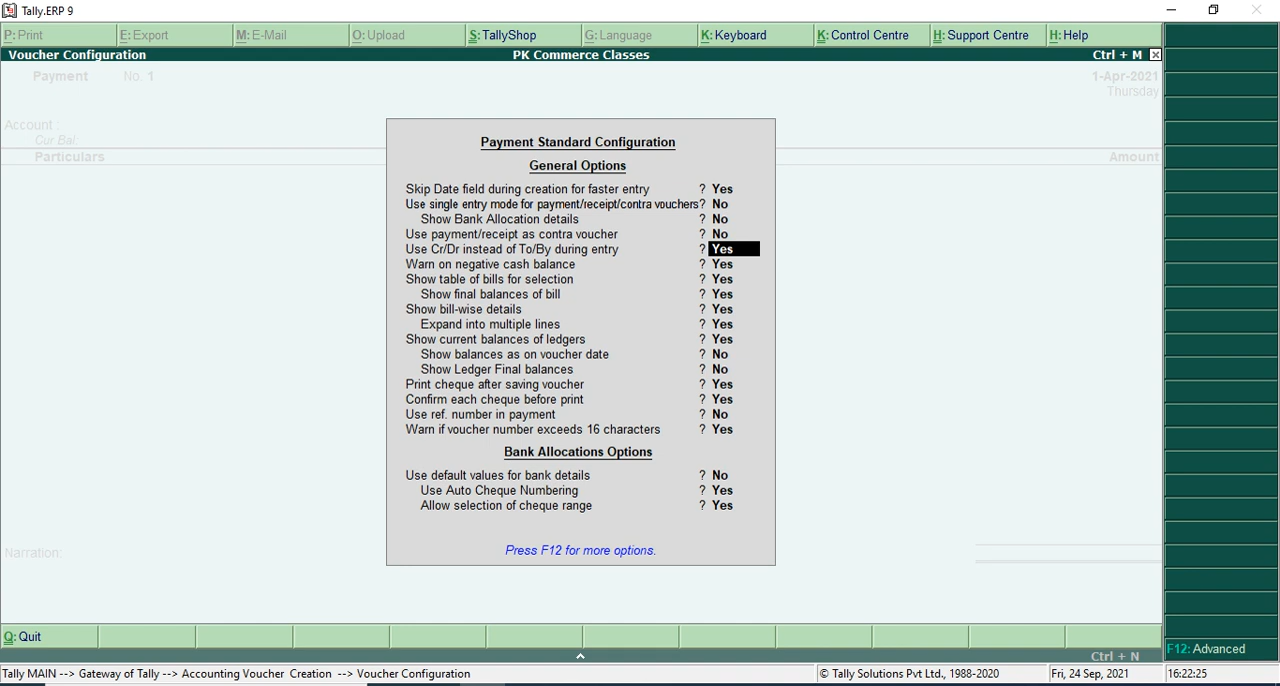 Tally.ERP 9
P: Print E: Export M: E-Mail O: Upload S: TallyShop G: Language K: Keyboard K: Control Centre H: Support Centre H: Help
Voucher Configuration PK Commerce Classes Ctrl + M
Payment No. 1 1-Apr-2021
Thursday
Account :
Cur Bal:
Particulars Amount
Payment Standard Configuration
General Options
Skip Date field during creation for faster entry ? Yes
Use single entry mode for payment/receipt/contra vouchers? No
Show Bank Allocation details ? No
Use payment/receipt as contra voucher ? No
Use Cr/Dr instead of To/By during entry ? Yes
Warn on negative cash balance ? Yes
Show table of bills for selection ? Yes
Show final balances of bill ? Yes
Show bill-wise details ? Yes
Expand into multiple lines ? Yes
Show current balances of ledgers ? Yes
Show balances as on voucher date ? No
Show Ledger Final balances ? No
Print cheque after saving voucher ? Yes
Confirm each cheque before print ? Yes
Use ref. number in payment ? No
Warn if voucher number exceeds 16 characters ? Yes
Bank Allocations Options
Use default values for bank details ? No
Use Auto Cheque Numbering ? Yes
Allow selection of cheque range ? Yes
Press F12 for more options.
Narration:
Q: Quit
F12: Advanced
Ctrl + N
Tally MAIN --> Gateway of Tally --> Accounting Voucher Creation --> Voucher Configuration © Tally Solutions Pvt Ltd., 1988-2020 Fri, 24 Sep, 2021 16:22:25